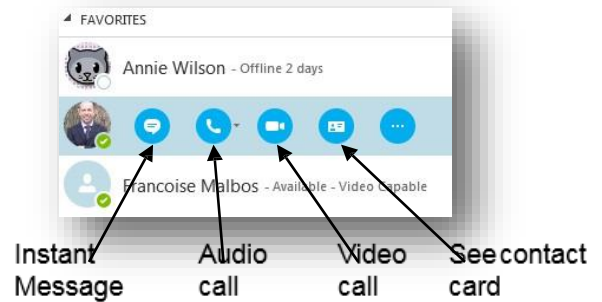 FAVORITES
Annie Wilson - Offline 2 days
Francoise Malbos - Available - Video Capable
Instant Audio Video See contact
Message call call card